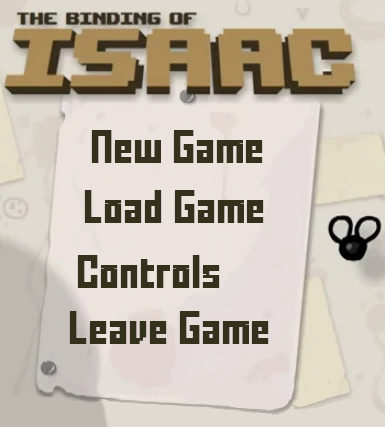 THE BINDING OF
ISAAC
New Game
Load Game
Controls
Leave Game